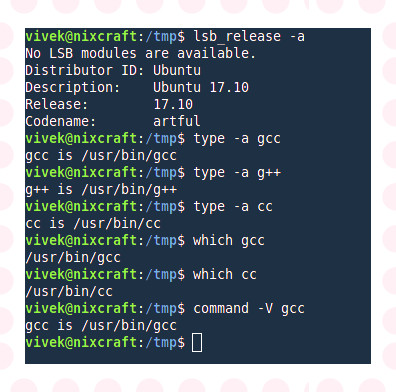 vivek@nixcraft:/tmp$ lsb_release -a
No LSB modules are available.
Distributor ID: Ubuntu
Description:    Ubuntu 17.10
Release:        17.10
Codename:       artful
vivek@nixcraft:/tmp$ type -a gcc
gcc is /usr/bin/gcc
vivek@nixcraft:/tmp$ type -a g++
g++ is /usr/bin/g++
vivek@nixcraft:/tmp$ type -a cc
cc is /usr/bin/cc
vivek@nixcraft:/tmp$ which gcc
/usr/bin/gcc
vivek@nixcraft:/tmp$ which cc
/usr/bin/cc
vivek@nixcraft:/tmp$ command -V gcc
gcc is /usr/bin/gcc
vivek@nixcraft:/tmp$